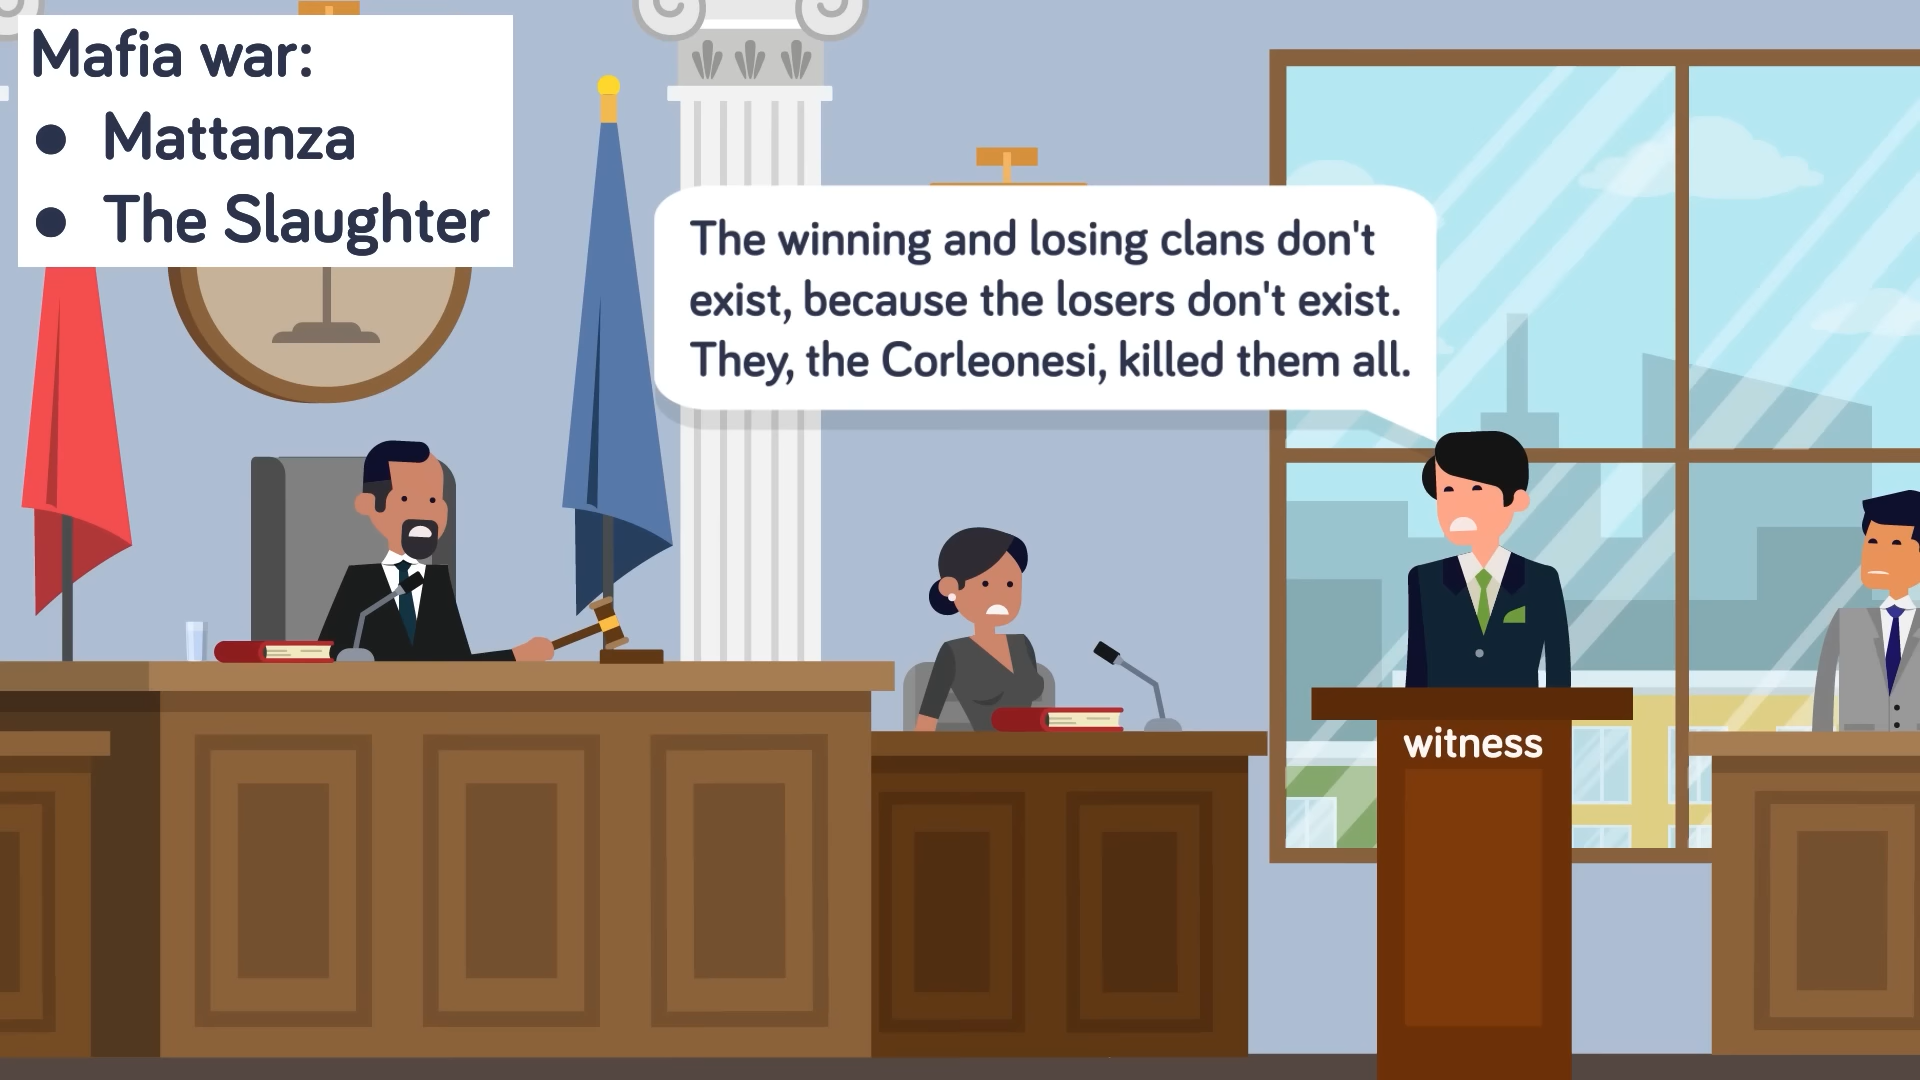 Mafia war:
● Mattanza
● The Slaughter
The winning and losing clans don't
exist, because the losers don't exist.
They, the Corleonesi, killed them all.
witness